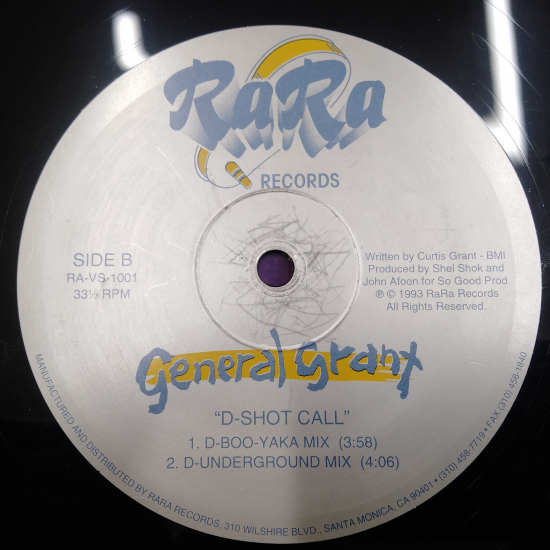 RaRa
RECORDS
SIDE B
RA-VS-1001
33⅓ RPM
Written by Curtis Grant - BMI
Produced by Shel Shok and
John Afoon for So Good Prod.
℗ © 1993 RaRa Records
All Rights Reserved.
General Grant
"D-SHOT CALL"
1. D-BOO-YAKA MIX (3:58)
2. D-UNDERGROUND MIX (4:06)
MANUFACTURED AND DISTRIBUTED BY RARA RECORDS, 310 WILSHIRE BLVD., SANTA MONICA, CA 90401 • (310) 458-7719 • FAX (310) 458-1840